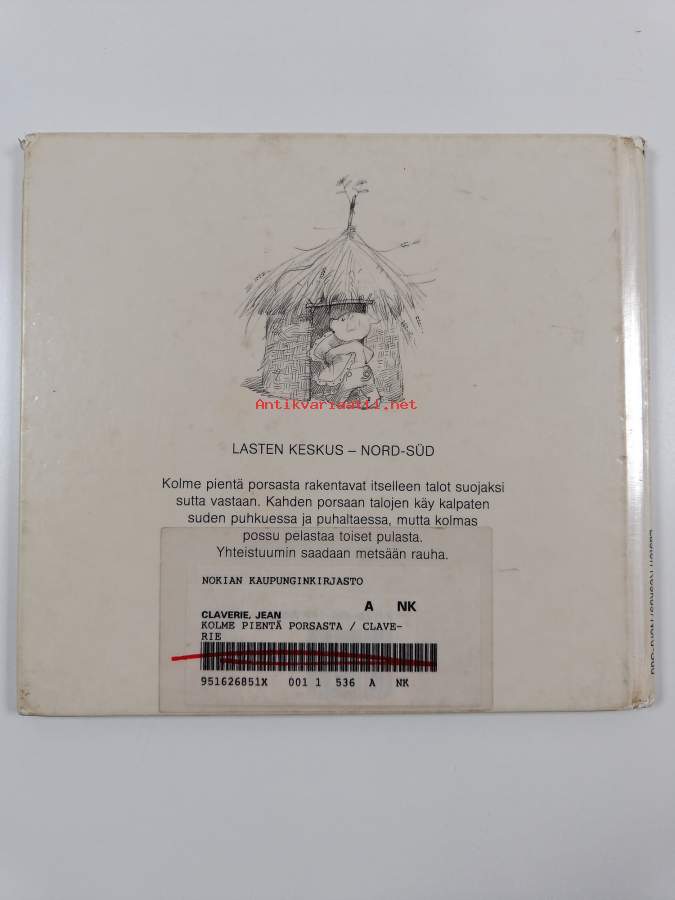 Antikvariaatti.net
LASTEN KESKUS – NORD-SÜD
Kolme pientä porsasta rakentavat itselleen talot suojaksi
sutta vastaan. Kahden porsaan talojen käy kalpaten
suden puhkuessa ja puhaltaessa, mutta kolmas
possu pelastaa toiset pulasta.
Yhteistuumin saadaan metsään rauha.
NOKIAN KAUPUNGINKIRJASTO
A NK
CLAVERIE, JEAN
KOLME PIENTÄ PORSASTA / CLAVE-
RIE
951626851X 001 1 536 A NK